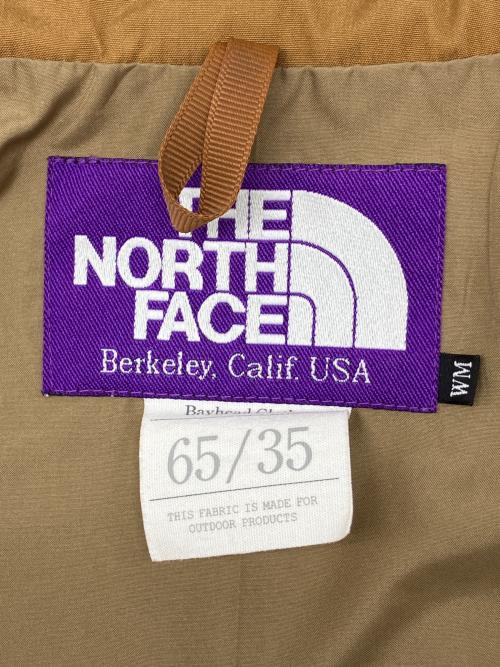 THE
NORTH
FACE
Berkeley, Calif. USA
WM
65/35
THIS FABRIC IS MADE FOR
OUTDOOR PRODUCTS